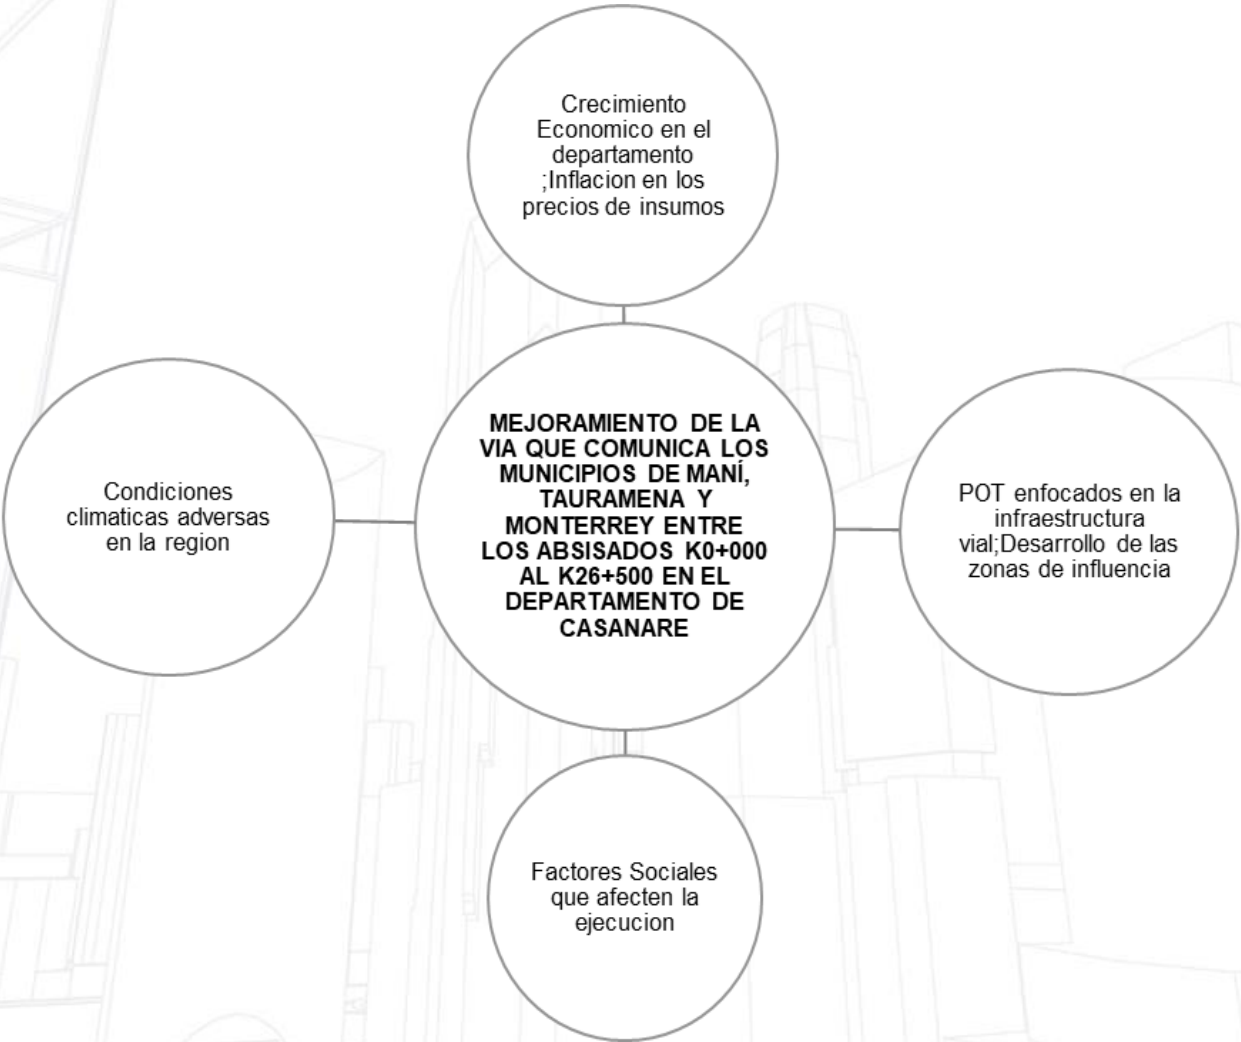 Crecimiento
Economico en el
departamento
;Inflacion en los
precios de insumos
Condiciones
climaticas adversas
en la region
MEJORAMIENTO DE LA
VIA QUE COMUNICA LOS
MUNICIPIOS DE MANÍ,
TAURAMENA Y
MONTERREY ENTRE
LOS ABSISADOS K0+000
AL K26+500 EN EL
DEPARTAMENTO DE
CASANARE
POT enfocados en la
infraestructura
vial;Desarrollo de las
zonas de influencia
Factores Sociales
que afecten la
ejecucion